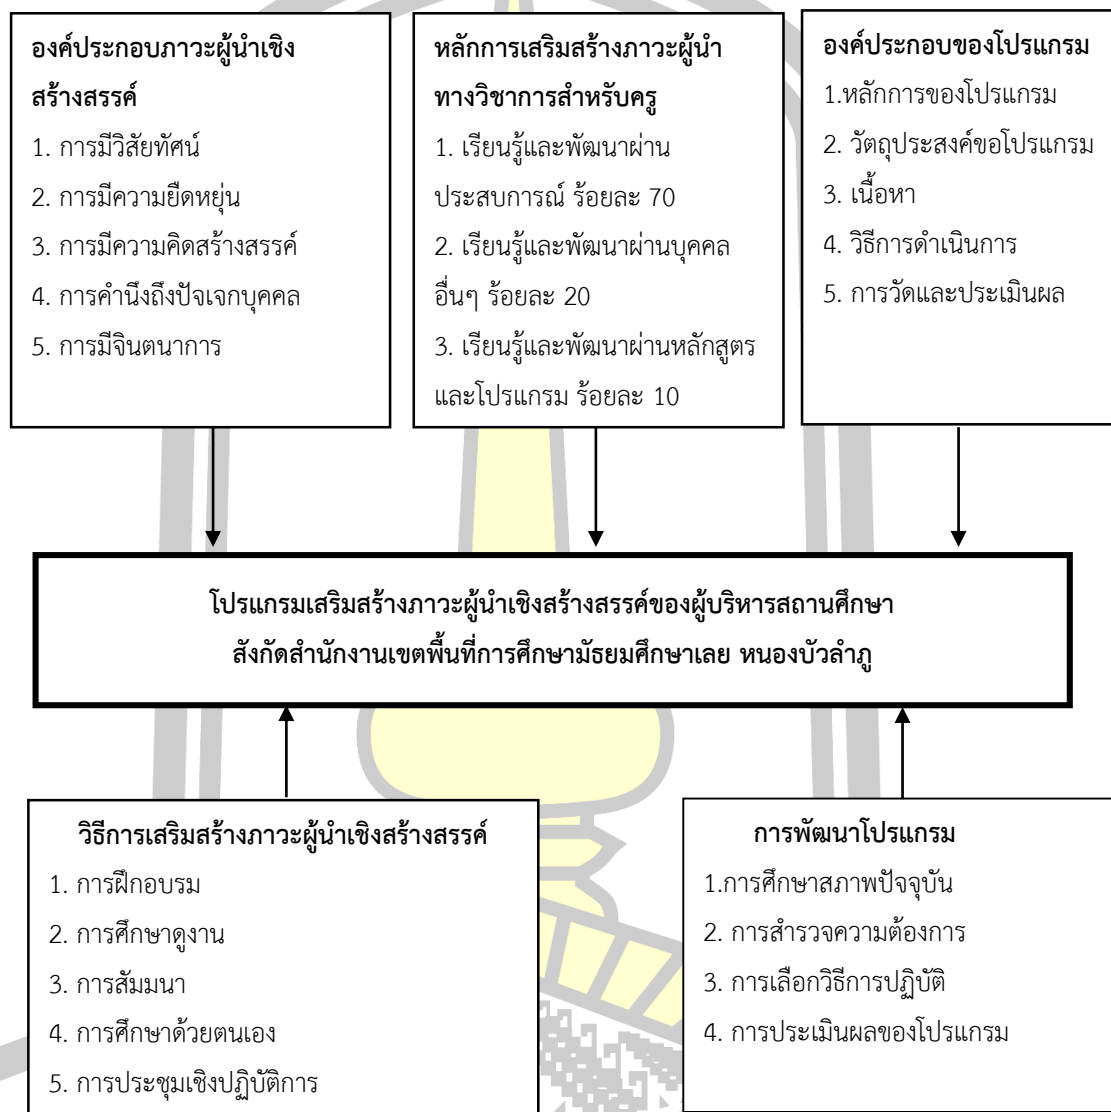 องค์ประกอบภาวะผู้นำเชิง
สร้างสรรค์
1. การมีวิสัยทัศน์
2. การมีความยืดหยุ่น
3. การมีความคิดสร้างสรรค์
4. การคำนึงถึงปัจเจกบุคคล
5. การมีจินตนาการ
หลักการเสริมสร้างภาวะผู้นำ
ทางวิชาการสำหรับครู
1. เรียนรู้และพัฒนาผ่าน
ประสบการณ์ ร้อยละ 70
2. เรียนรู้และพัฒนาผ่านบุคคล
อื่นๆ ร้อยละ 20
3. เรียนรู้และพัฒนาผ่านหลักสูตร
และโปรแกรม ร้อยละ 10
องค์ประกอบของโปรแกรม
1.หลักการของโปรแกรม
2. วัตถุประสงค์ขอโปรแกรม
3. เนื้อหา
4. วิธีการดำเนินการ
5. การวัดและประเมินผล
โปรแกรมเสริมสร้างภาวะผู้นำเชิงสร้างสรรค์ของผู้บริหารสถานศึกษา
สังกัดสำนักงานเขตพื้นที่การศึกษามัธยมศึกษาเลย หนองบัวลำภู
วิธีการเสริมสร้างภาวะผู้นำเชิงสร้างสรรค์
1. การฝึกอบรม
2. การศึกษาดูงาน
3. การสัมมนา
4. การศึกษาด้วยตนเอง
5. การประชุมเชิงปฏิบัติการ
การพัฒนาโปรแกรม
1.การศึกษาสภาพปัจจุบัน
2. การสำรวจความต้องการ
3. การเลือกวิธีการปฏิบัติ
4. การประเมินผลของโปรแกรม